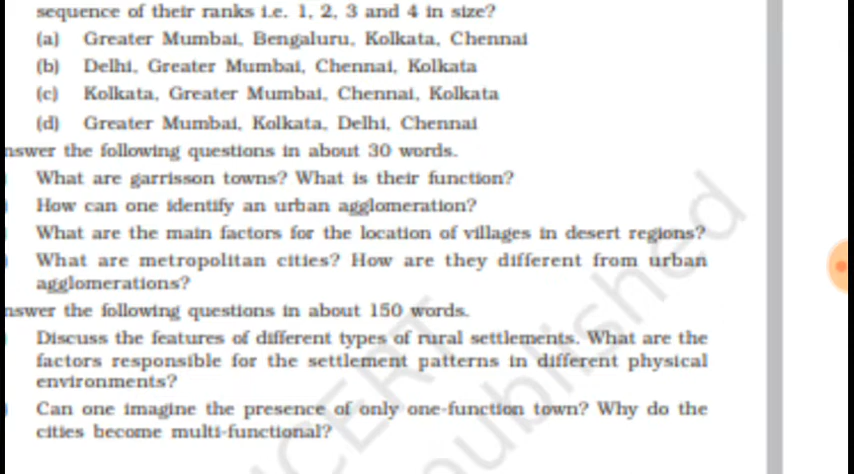 sequence of their ranks i.e. 1, 2, 3 and 4 in size?
(a) Greater Mumbai, Bengaluru, Kolkata, Chennai
(b) Delhi, Greater Mumbai, Chennai, Kolkata
(c) Kolkata, Greater Mumbai, Chennai, Kolkata
(d) Greater Mumbai, Kolkata, Delhi, Chennai
nswer the following questions in about 30 words.
What are garrisson towns? What is their function?
How can one identify an urban agglomeration?
What are the main factors for the location of villages in desert regions?
What are metropolitan cities? How are they different from urban
agglomerations?
nswer the following questions in about 150 words.
Discuss the features of different types of rural settlements. What are the
factors responsible for the settlement patterns in different physical
environments?
Can one imagine the presence of only one-function town? Why do the
cities become multi-functional?
NCERT
published